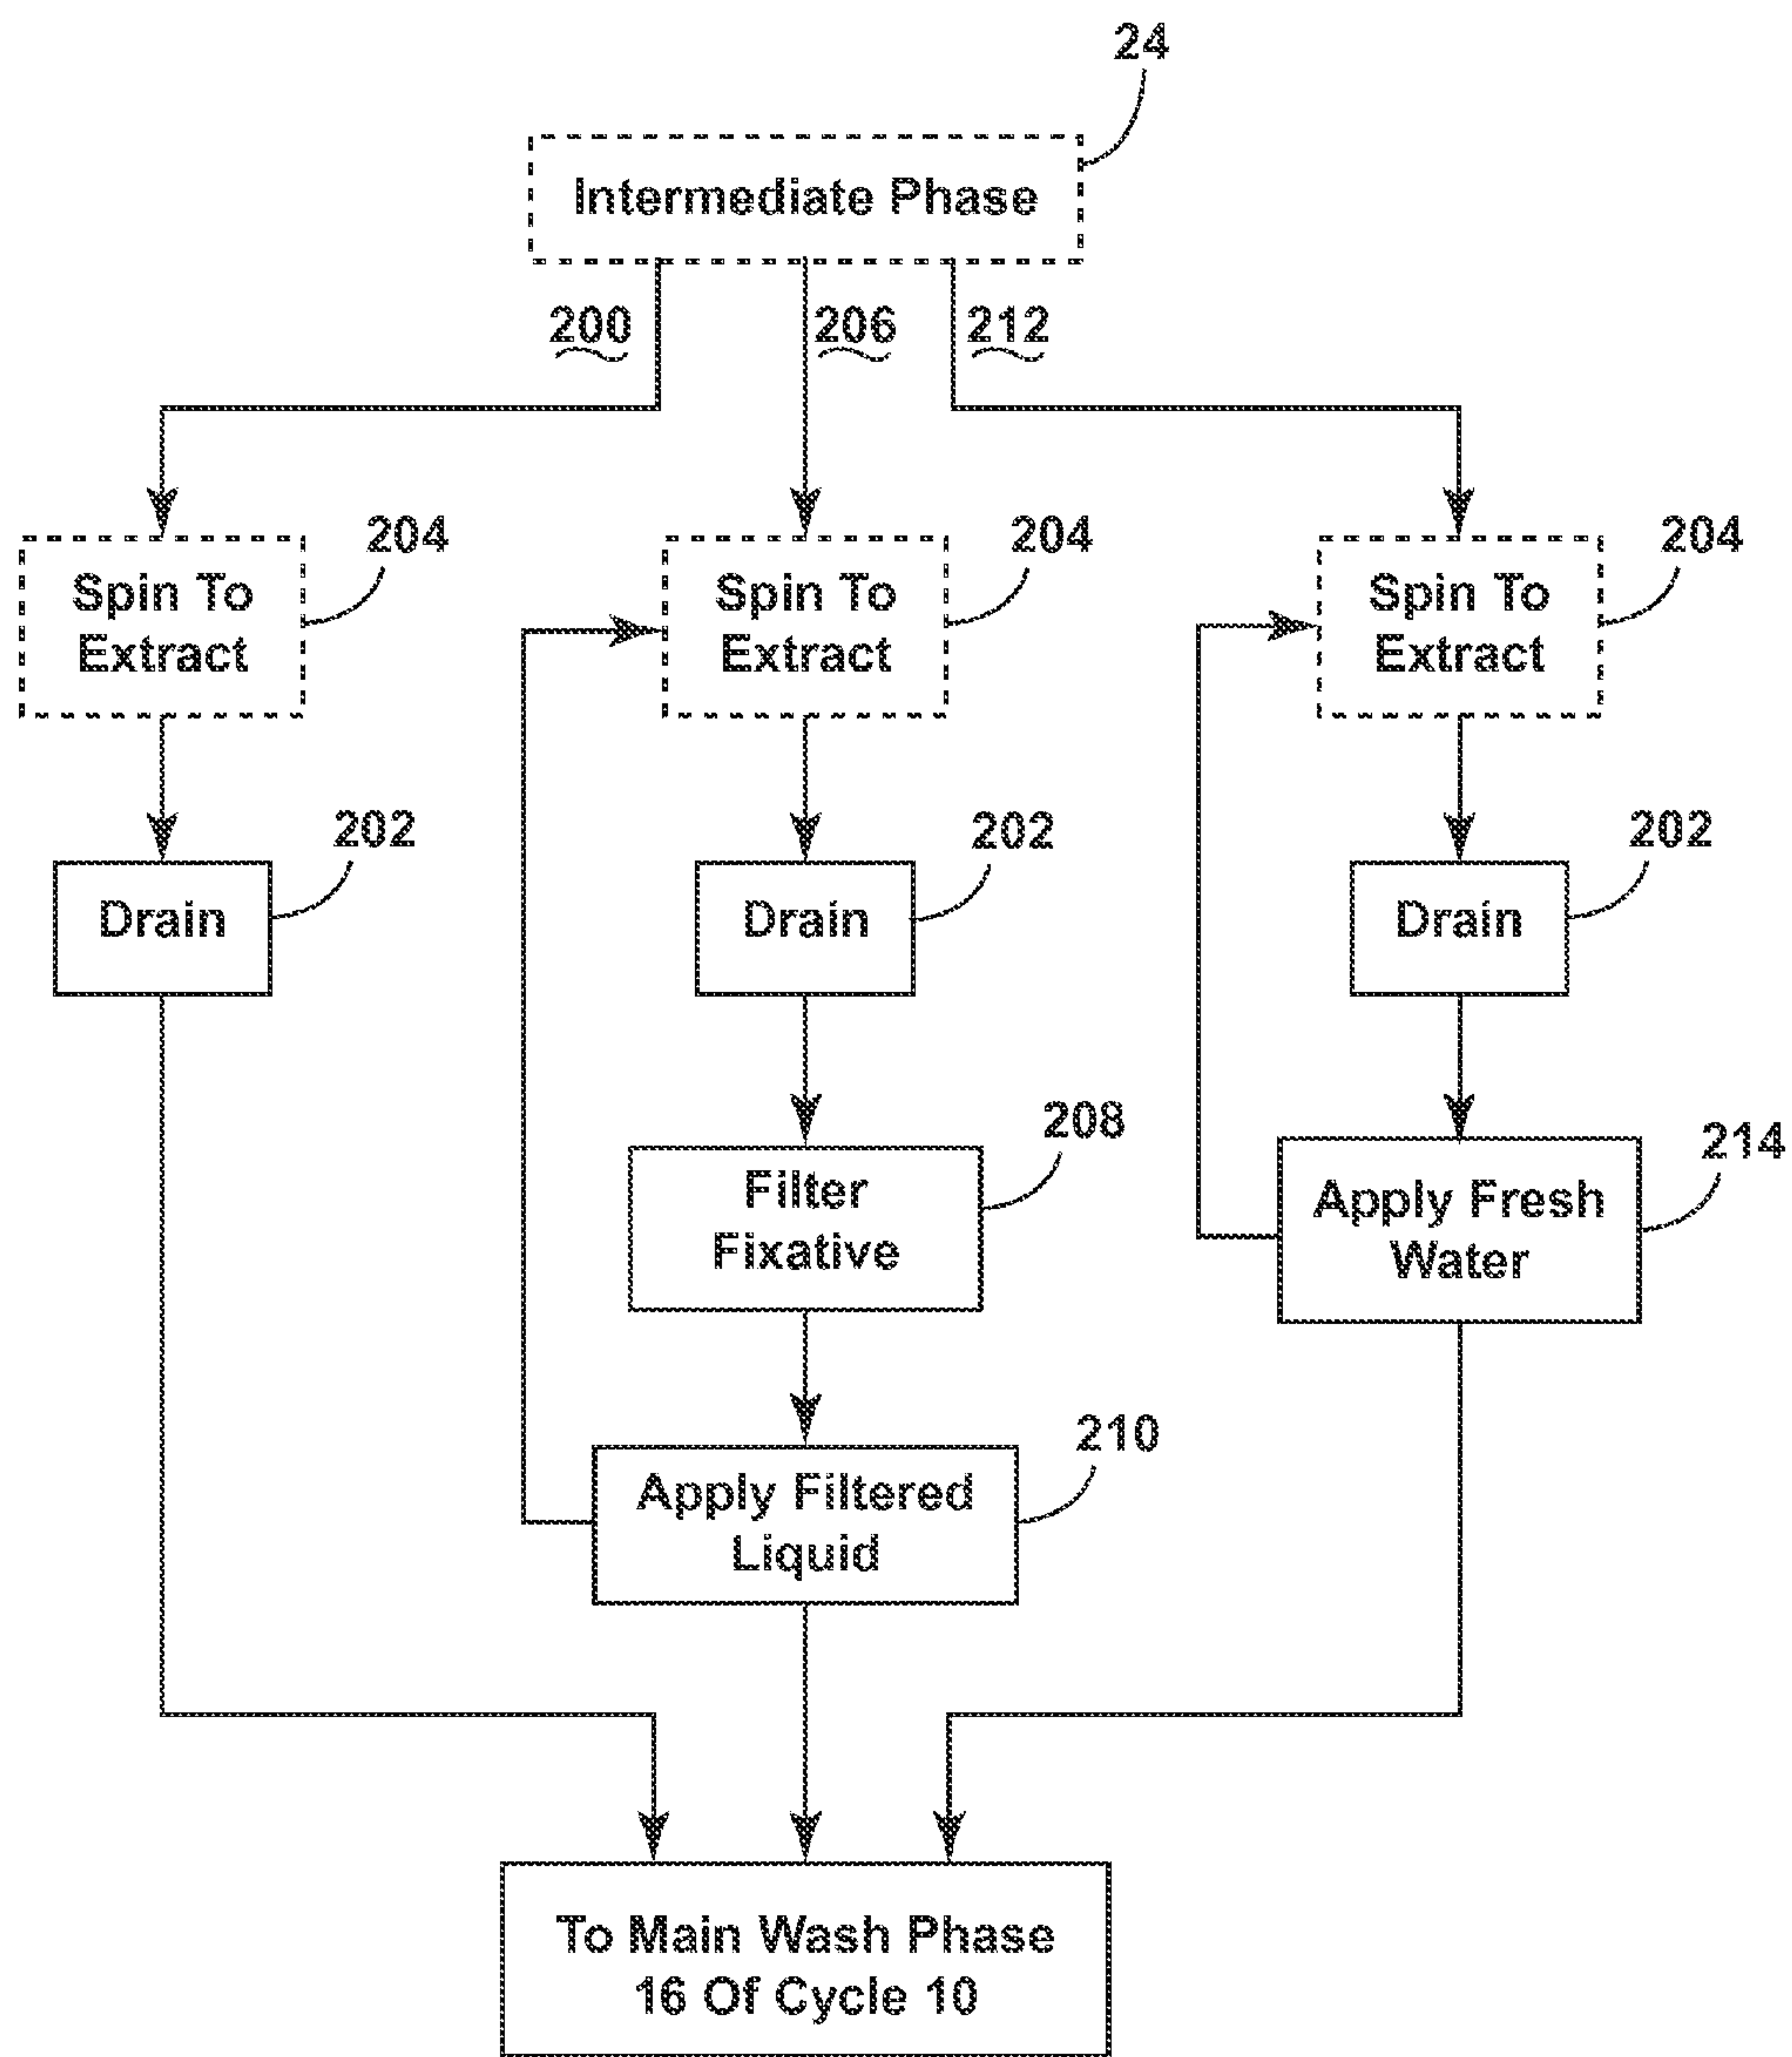 24
Intermediate Phase
200
206
212
204
204
204
Spin To
Extract
Spin To
Extract
Spin To
Extract
202
202
202
Drain
Drain
Drain
208
214
Filter
Fixative
Apply Fresh
Water
210
Apply Filtered
Liquid
To Main Wash Phase
16 Of Cycle 10